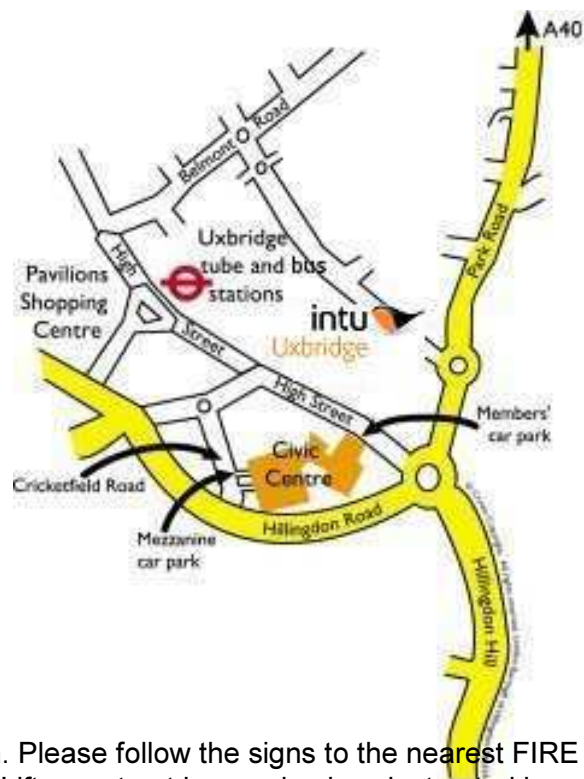 A40
Belmont Road
Park Road
Uxbridge
tube and bus
stations
High
Street
Pavilions
Shopping
Centre
intu
Uxbridge
High Street
Members'
car park
Civic
Centre
Cricketfield Road
Mezzanine
car park
Hillingdon Road
Hillingdon Hill
. Please follow the signs to the nearest FIRE